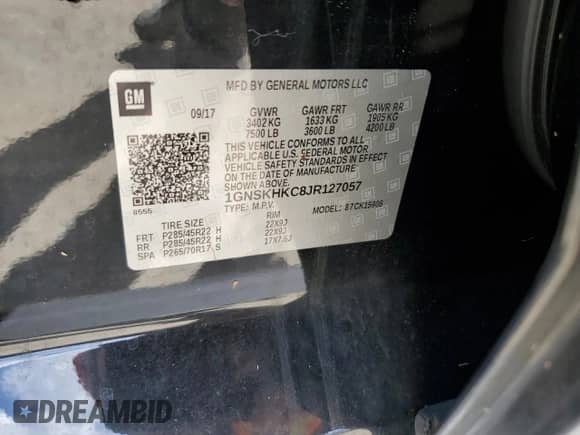 GM
MFD BY GENERAL MOTORS LLC
09/17 GVWR GAWR FRT GAWR RR
3402 KG 1633 KG 1905 KG
7500 LB 3600 LB 4200 LB
THIS VEHICLE CONFORMS TO ALL
APPLICABLE U.S. FEDERAL MOTOR
VEHICLE SAFETY STANDARDS IN EFFECT
ON THE DATE OF MANUFACTURE
SHOWN ABOVE.
1GNSKHKC8JR127057
TYPE: M.P.V. MODEL:
8555
TIRE SIZE RIM
FRT P285/45R22 H 22X9J
RR P285/45R22 H 22X9J
SPA P265/70R17 S 17X7.5J
DREAMBID